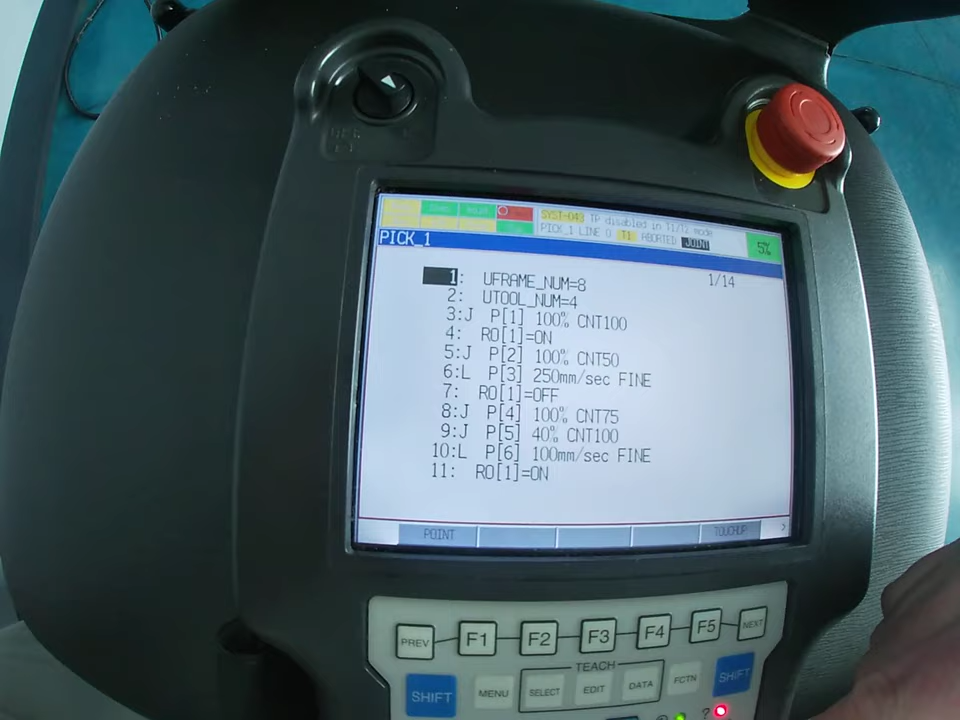 SYST-043 TP disabled in T1/T2 mode
PICK_1 LINE 0 T1 ABORTED JOINT
5%
PICK_1
1/14
1: UFRAME_NUM=8
2: UTOOL_NUM=4
3:J P[1] 100% CNT100
4: RO[1]=ON
5:J P[2] 100% CNT50
6:L P[3] 250mm/sec FINE
7: RO[1]=OFF
8:J P[4] 100% CNT75
9:J P[5] 40% CNT100
10:L P[6] 100mm/sec FINE
11: RO[1]=ON
POINT TOUCHUP >
PREV F1 F2 F3 F4 F5 NEXT
TEACH
SHIFT MENU SELECT EDIT DATA FCTN SHIFT
?